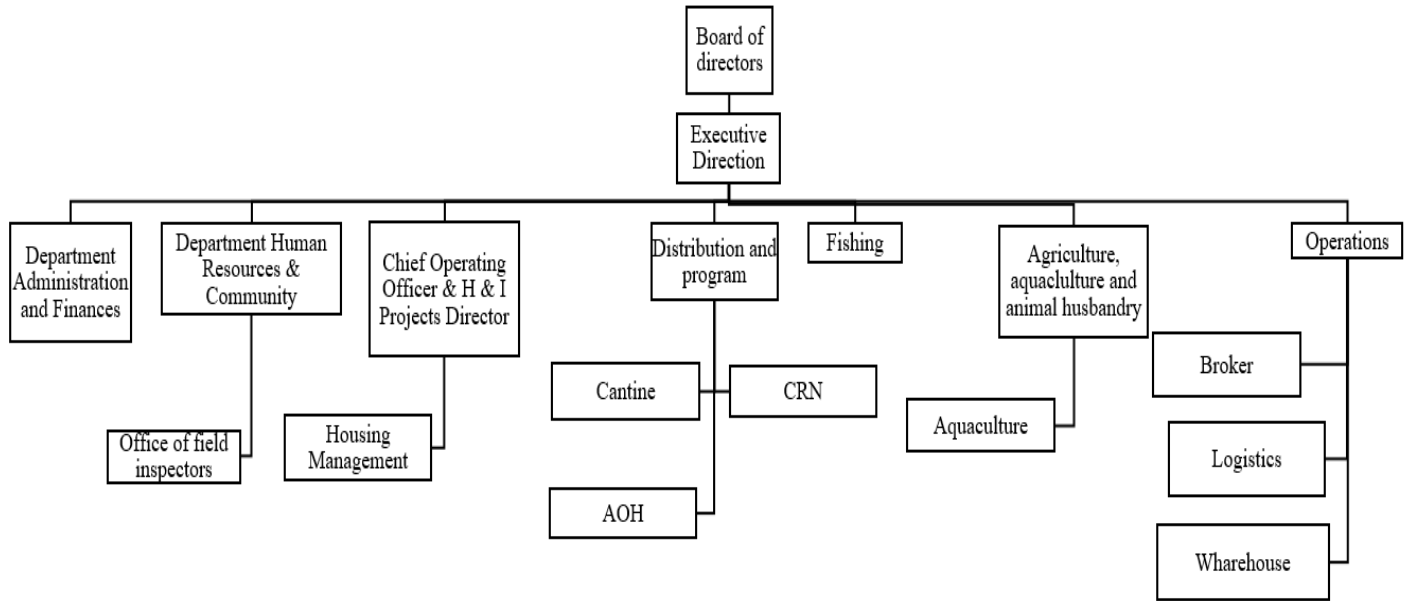 Board of
directors
Executive
Direction
Department
Administration
and Finances
Department Human
Resources &
Community
Chief Operating
Officer & H & I
Projects Director
Distribution and
program
Fishing
Agriculture,
aquaclulture and
animal husbandry
Operations
Office of field
inspectors
Housing
Management
Cantine
CRN
AOH
Aquaculture
Broker
Logistics
Wharehouse